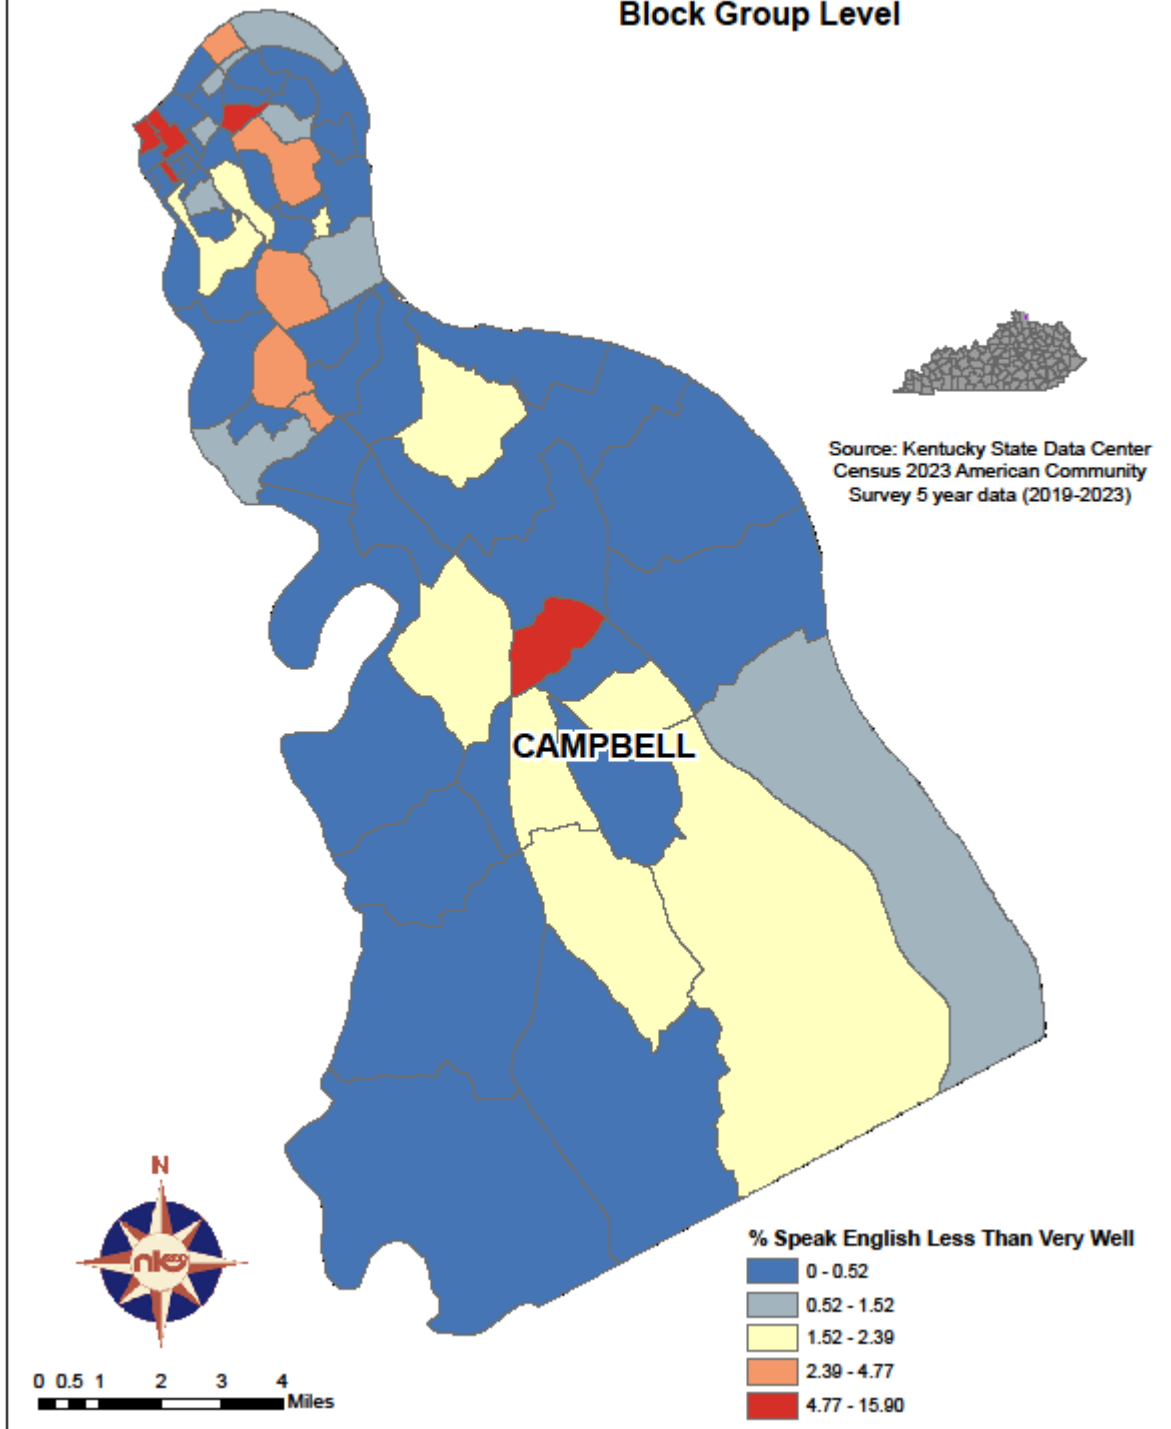 Block Group Level
Source: Kentucky State Data Center
Census 2023 American Community
Survey 5 year data (2019-2023)
CAMPBELL
N
% Speak English Less Than Very Well
0 - 0.52
0.52 - 1.52
1.52 - 2.39
2.39 - 4.77
4.77 - 15.90
0 0.5 1 2 3 4
Miles